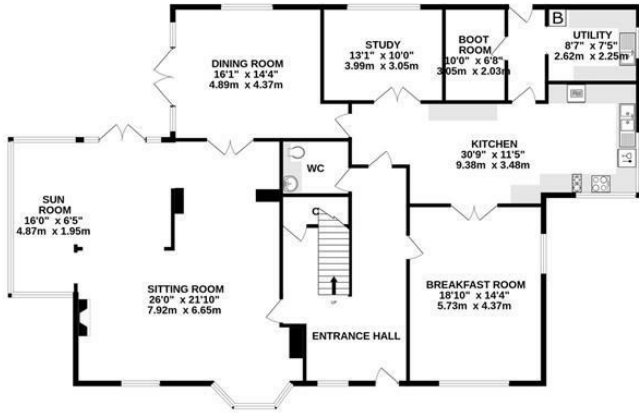 DINING ROOM
16'1" x 14'4"
4.89m x 4.37m
STUDY
13'1" x 10'0"
3.99m x 3.05m
BOOT
ROOM
10'0" x 6'8"
3.05m x 2.03m
B
UTILITY
8'7" x 7'5"
2.62m x 2.25m
KITCHEN
30'9" x 11'5"
9.38m x 3.48m
WC
SUN
ROOM
16'0" x 6'5"
4.87m x 1.95m
C
SITTING ROOM
26'0" x 21'10"
7.92m x 6.65m
UP
BREAKFAST ROOM
18'10" x 14'4"
5.73m x 4.37m
ENTRANCE HALL